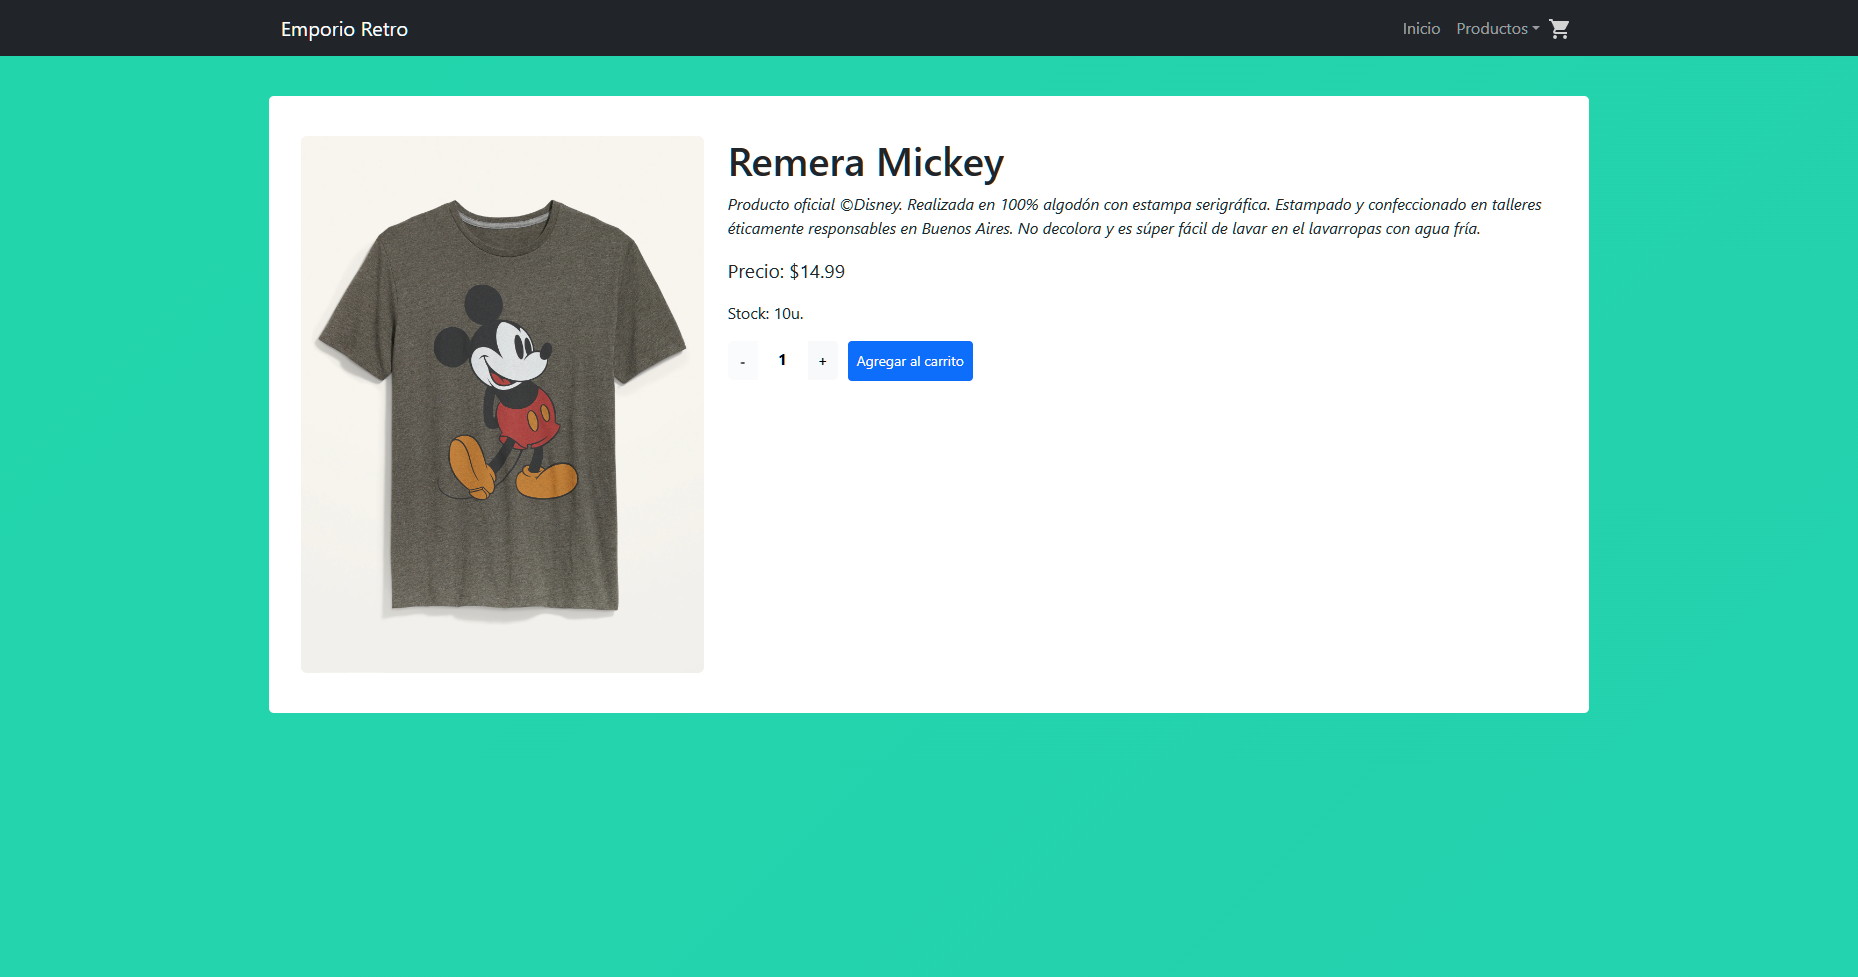 Emporio Retro
Inicio Productos
Remera Mickey
Producto oficial ©Disney. Realizada en 100% algodón con estampa serigráfica. Estampado y confeccionado en talleres
éticamente responsables en Buenos Aires. No decolora y es súper fácil de lavar en el lavarropas con agua fría.
Precio: $14.99
Stock: 10u.
- 1 + Agregar al carrito